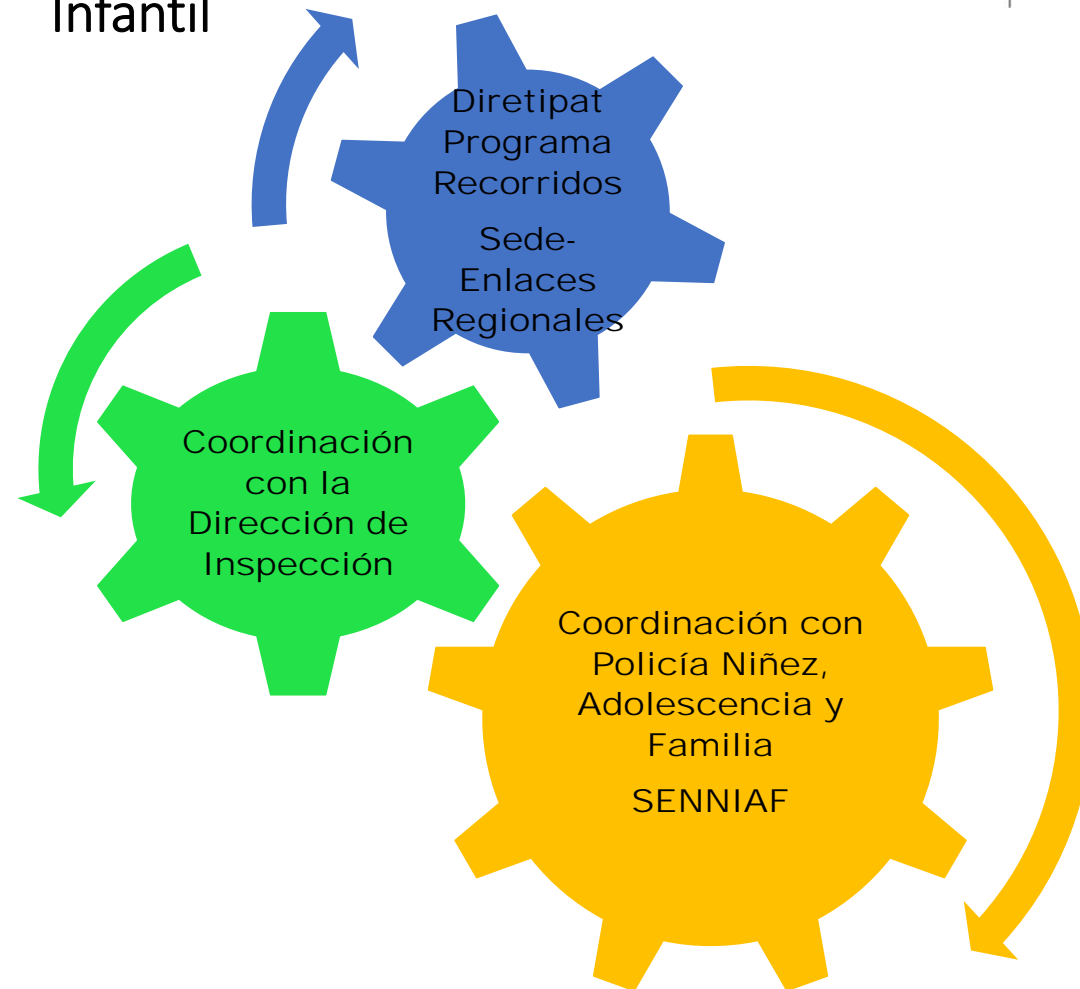 Infantil
Diretipat
Programa
Recorridos
Sede-
Enlaces
Regionales
Coordinación
con la
Dirección de
Inspección
Coordinación con
Policía Niñez,
Adolescencia y
Familia
SENNIAF